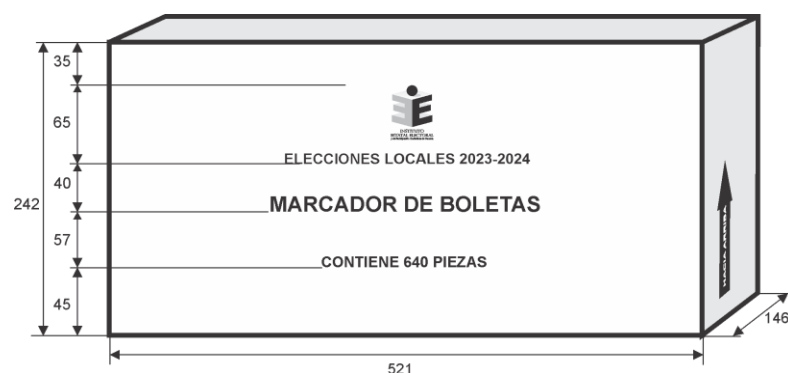 35
65
40
242
57
45
INSTITUTO
ELECCIONES LOCALES 2023-2024
MARCADOR DE BOLETAS
CONTIENE 640 PIEZAS
HACIA ARRIBA
146
521